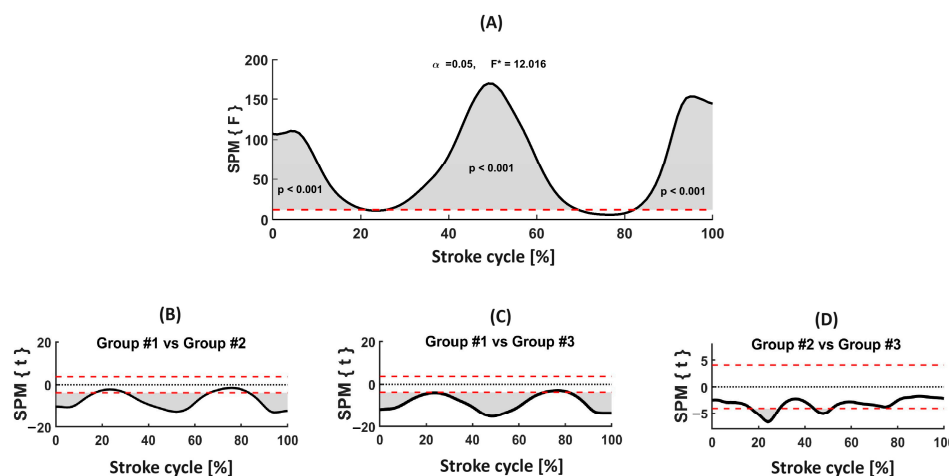 (A)
α =0.05, F* = 12.016
SPM { F }
200
150
100
50
0
p < 0.001
p < 0.001
p < 0.001
0 20 40 60 80 100
Stroke cycle [%]
(B)
Group #1 vs Group #2
SPM { t }
20
0
−20
0 20 40 60 80 100
Stroke cycle [%]
(C)
Group #1 vs Group #3
SPM { t }
20
0
−20
0 20 40 60 80 100
Stroke cycle [%]
(D)
Group #2 vs Group #3
SPM { t }
5
0
−5
0 20 40 60 80 100
Stroke cycle [%]